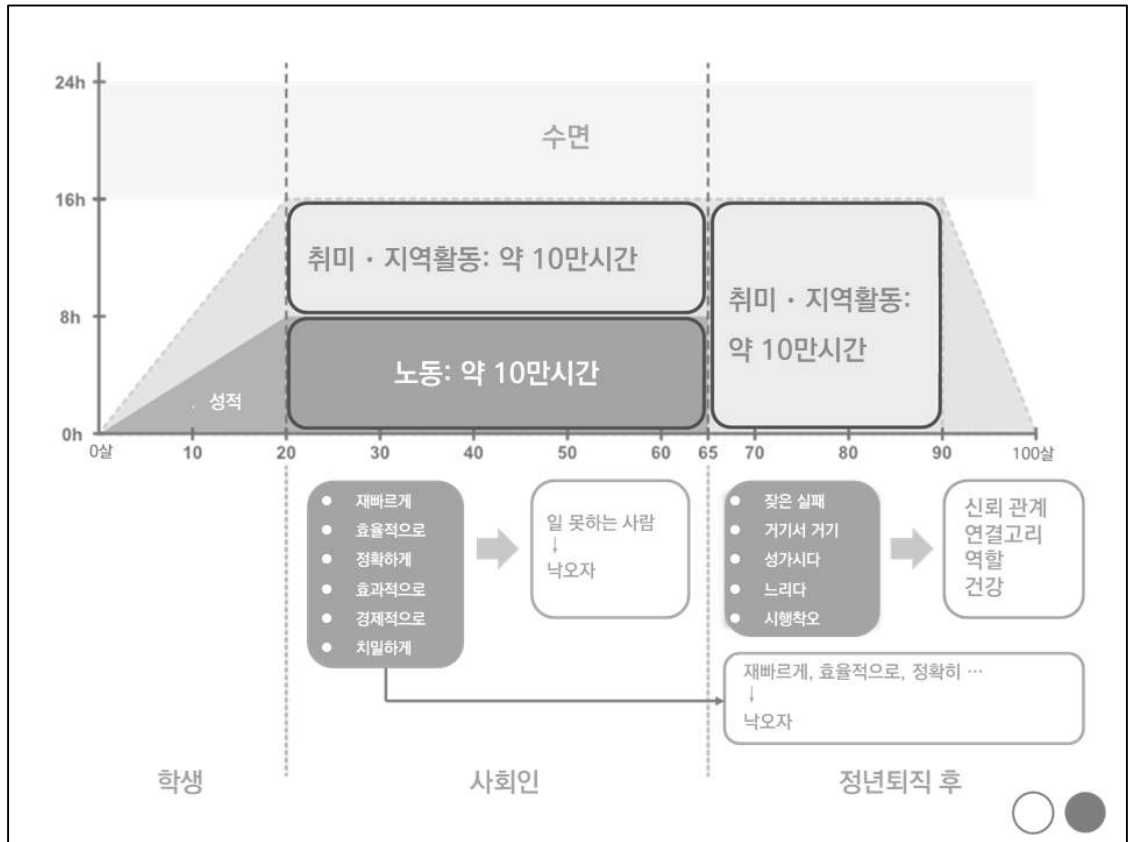 24h
수면
16h
취미・지역활동: 약 10만시간
취미・지역활동:
약 10만시간
8h
노동: 약 10만시간
. 성적
0h
0살 10 20 30 40 50 60 65 70 80 90 100살
재빠르게
효율적으로
정확하게
효과적으로
경제적으로
치밀하게
일 못하는 사람
↓
낙오자
잦은 실패
거기서 거기
성가시다
느리다
시행착오
신뢰 관계
연결고리
역할
건강
재빠르게, 효율적으로, 정확히 …
↓
낙오자
학생
사회인
정년퇴직 후